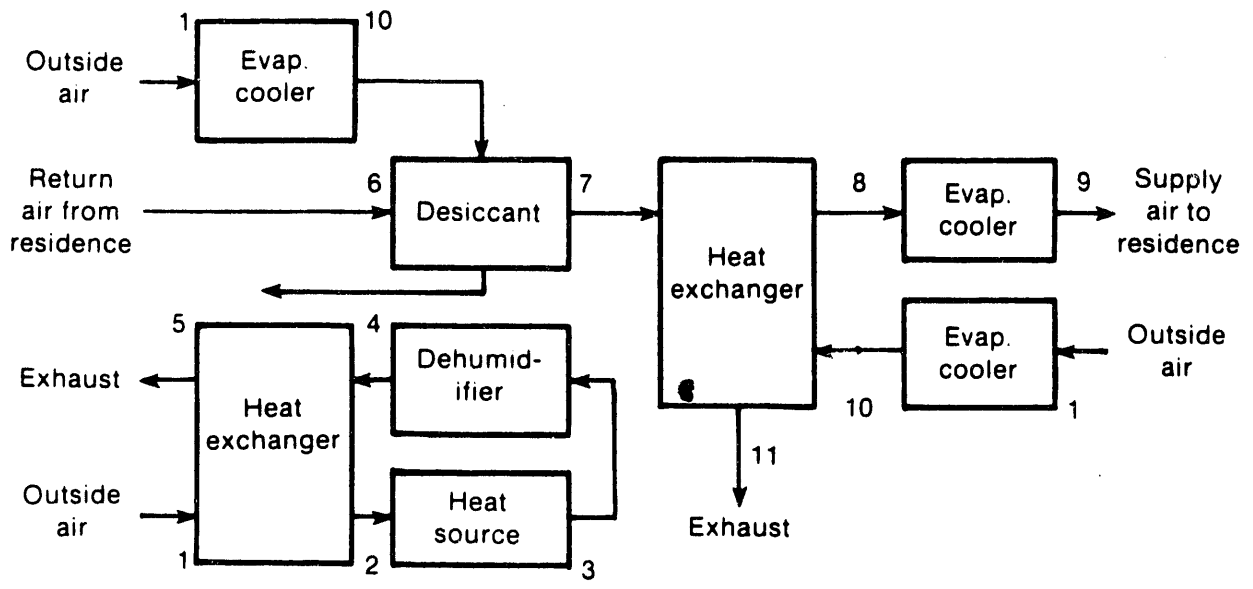 1
10
Outside
air
Evap.
cooler
Return
air from
residence
6
Desiccant
7
Heat
exchanger
8
Evap.
cooler
9
Supply
air to
residence
5
Exhaust
Heat
exchanger
4
Dehumid-
ifier
Evap.
cooler
Outside
air
10
1
Outside
air
1
2
Heat
source
3
11
Exhaust